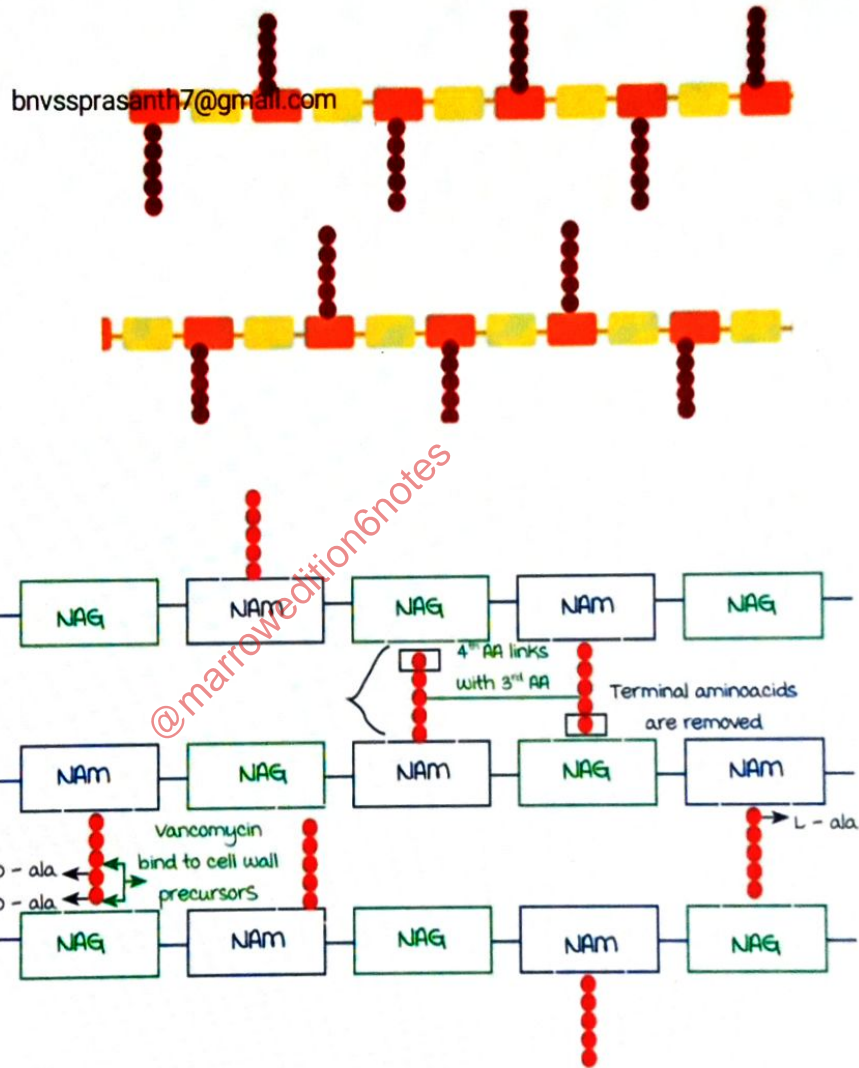 bnvssprasanth7@gmail.com
@marrowedition6notes
NAG
NAM
NAG
NAM
NAG
4th AA links
with 3rd AA
Terminal aminoacids
are removed
NAM
NAG
NAM
NAG
NAM
Vancomycin
bind to cell wall
precursors
L - ala
D - ala
D - ala
NAG
NAM
NAG
NAM
NAG